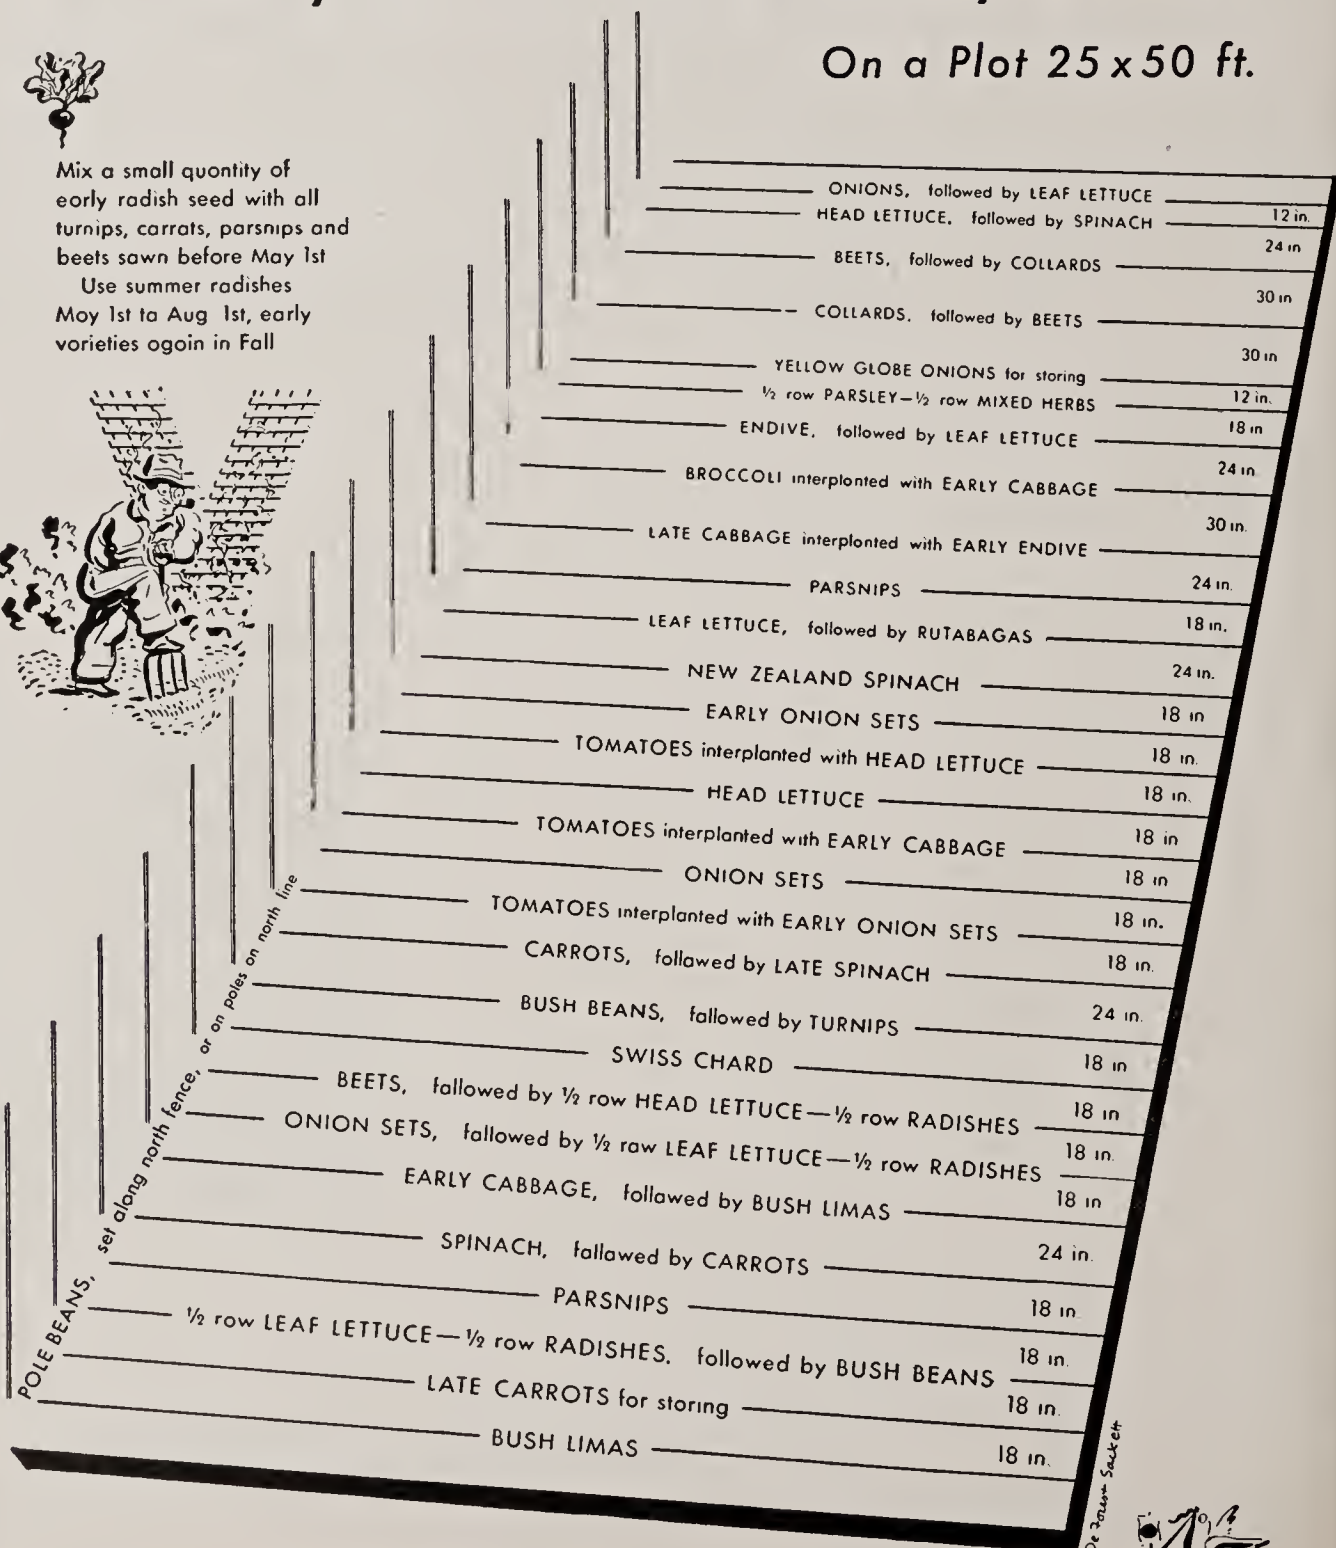 On a Plot 25 x 50 ft.
Mix a small quontity of
eorly radish seed with all
turnips, carrats, parsnips and
beets sawn before May 1st
Use summer radishes
Moy 1st ta Aug 1st, early
vorieties ogoin in Fall
ONIONS, followed by LEAF LETTUCE
12 in.
HEAD LETTUCE, followed by SPINACH
24 in
BEETS, followed by COLLARDS
30 in
COLLARDS, followed by BEETS
30 in
YELLOW GLOBE ONIONS for storing
12 in.
½ row PARSLEY—½ row MIXED HERBS
18 in
ENDIVE, followed by LEAF LETTUCE
24 in
BROCCOLI interplonted with EARLY CABBAGE
30 in.
LATE CABBAGE interplonted with EARLY ENDIVE
24 in.
PARSNIPS
18 in.
LEAF LETTUCE, followed by RUTABAGAS
24 in.
NEW ZEALAND SPINACH
18 in
EARLY ONION SETS
18 in.
TOMATOES interplanted with HEAD LETTUCE
18 in.
HEAD LETTUCE
18 in
TOMATOES interplanted with EARLY CABBAGE
18 in
ONION SETS
18 in.
TOMATOES interplanted with EARLY ONION SETS
18 in.
CARROTS, follawed by LATE SPINACH
24 in.
BUSH BEANS, fallowed by TURNIPS
18 in
SWISS CHARD
18 in
BEETS, fallowed by ½ row HEAD LETTUCE—½ row RADISHES
18 in.
ONION SETS, fallowed by ½ raw LEAF LETTUCE—½ row RADISHES
18 in
EARLY CABBAGE, follawed by BUSH LIMAS
24 in.
SPINACH, fallawed by CARROTS
18 in.
PARSNIPS
18 in.
½ row LEAF LETTUCE—½ row RADISHES, followed by BUSH BEANS
18 in.
LATE CARROTS for storing
18 in.
BUSH LIMAS
POLE BEANS, set along north fence, or on poles on north line
De Forest Sackett